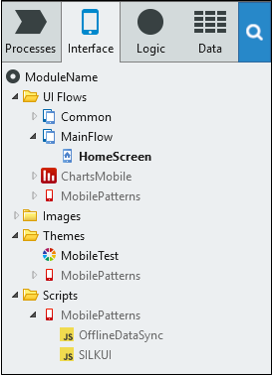 Processes Interface Logic Data
ModuleName
UI Flows
Common
MainFlow
HomeScreen
ChartsMobile
MobilePatterns
Images
Themes
MobileTest
MobilePatterns
Scripts
MobilePatterns
JS OfflineDataSync
JS SILKUI